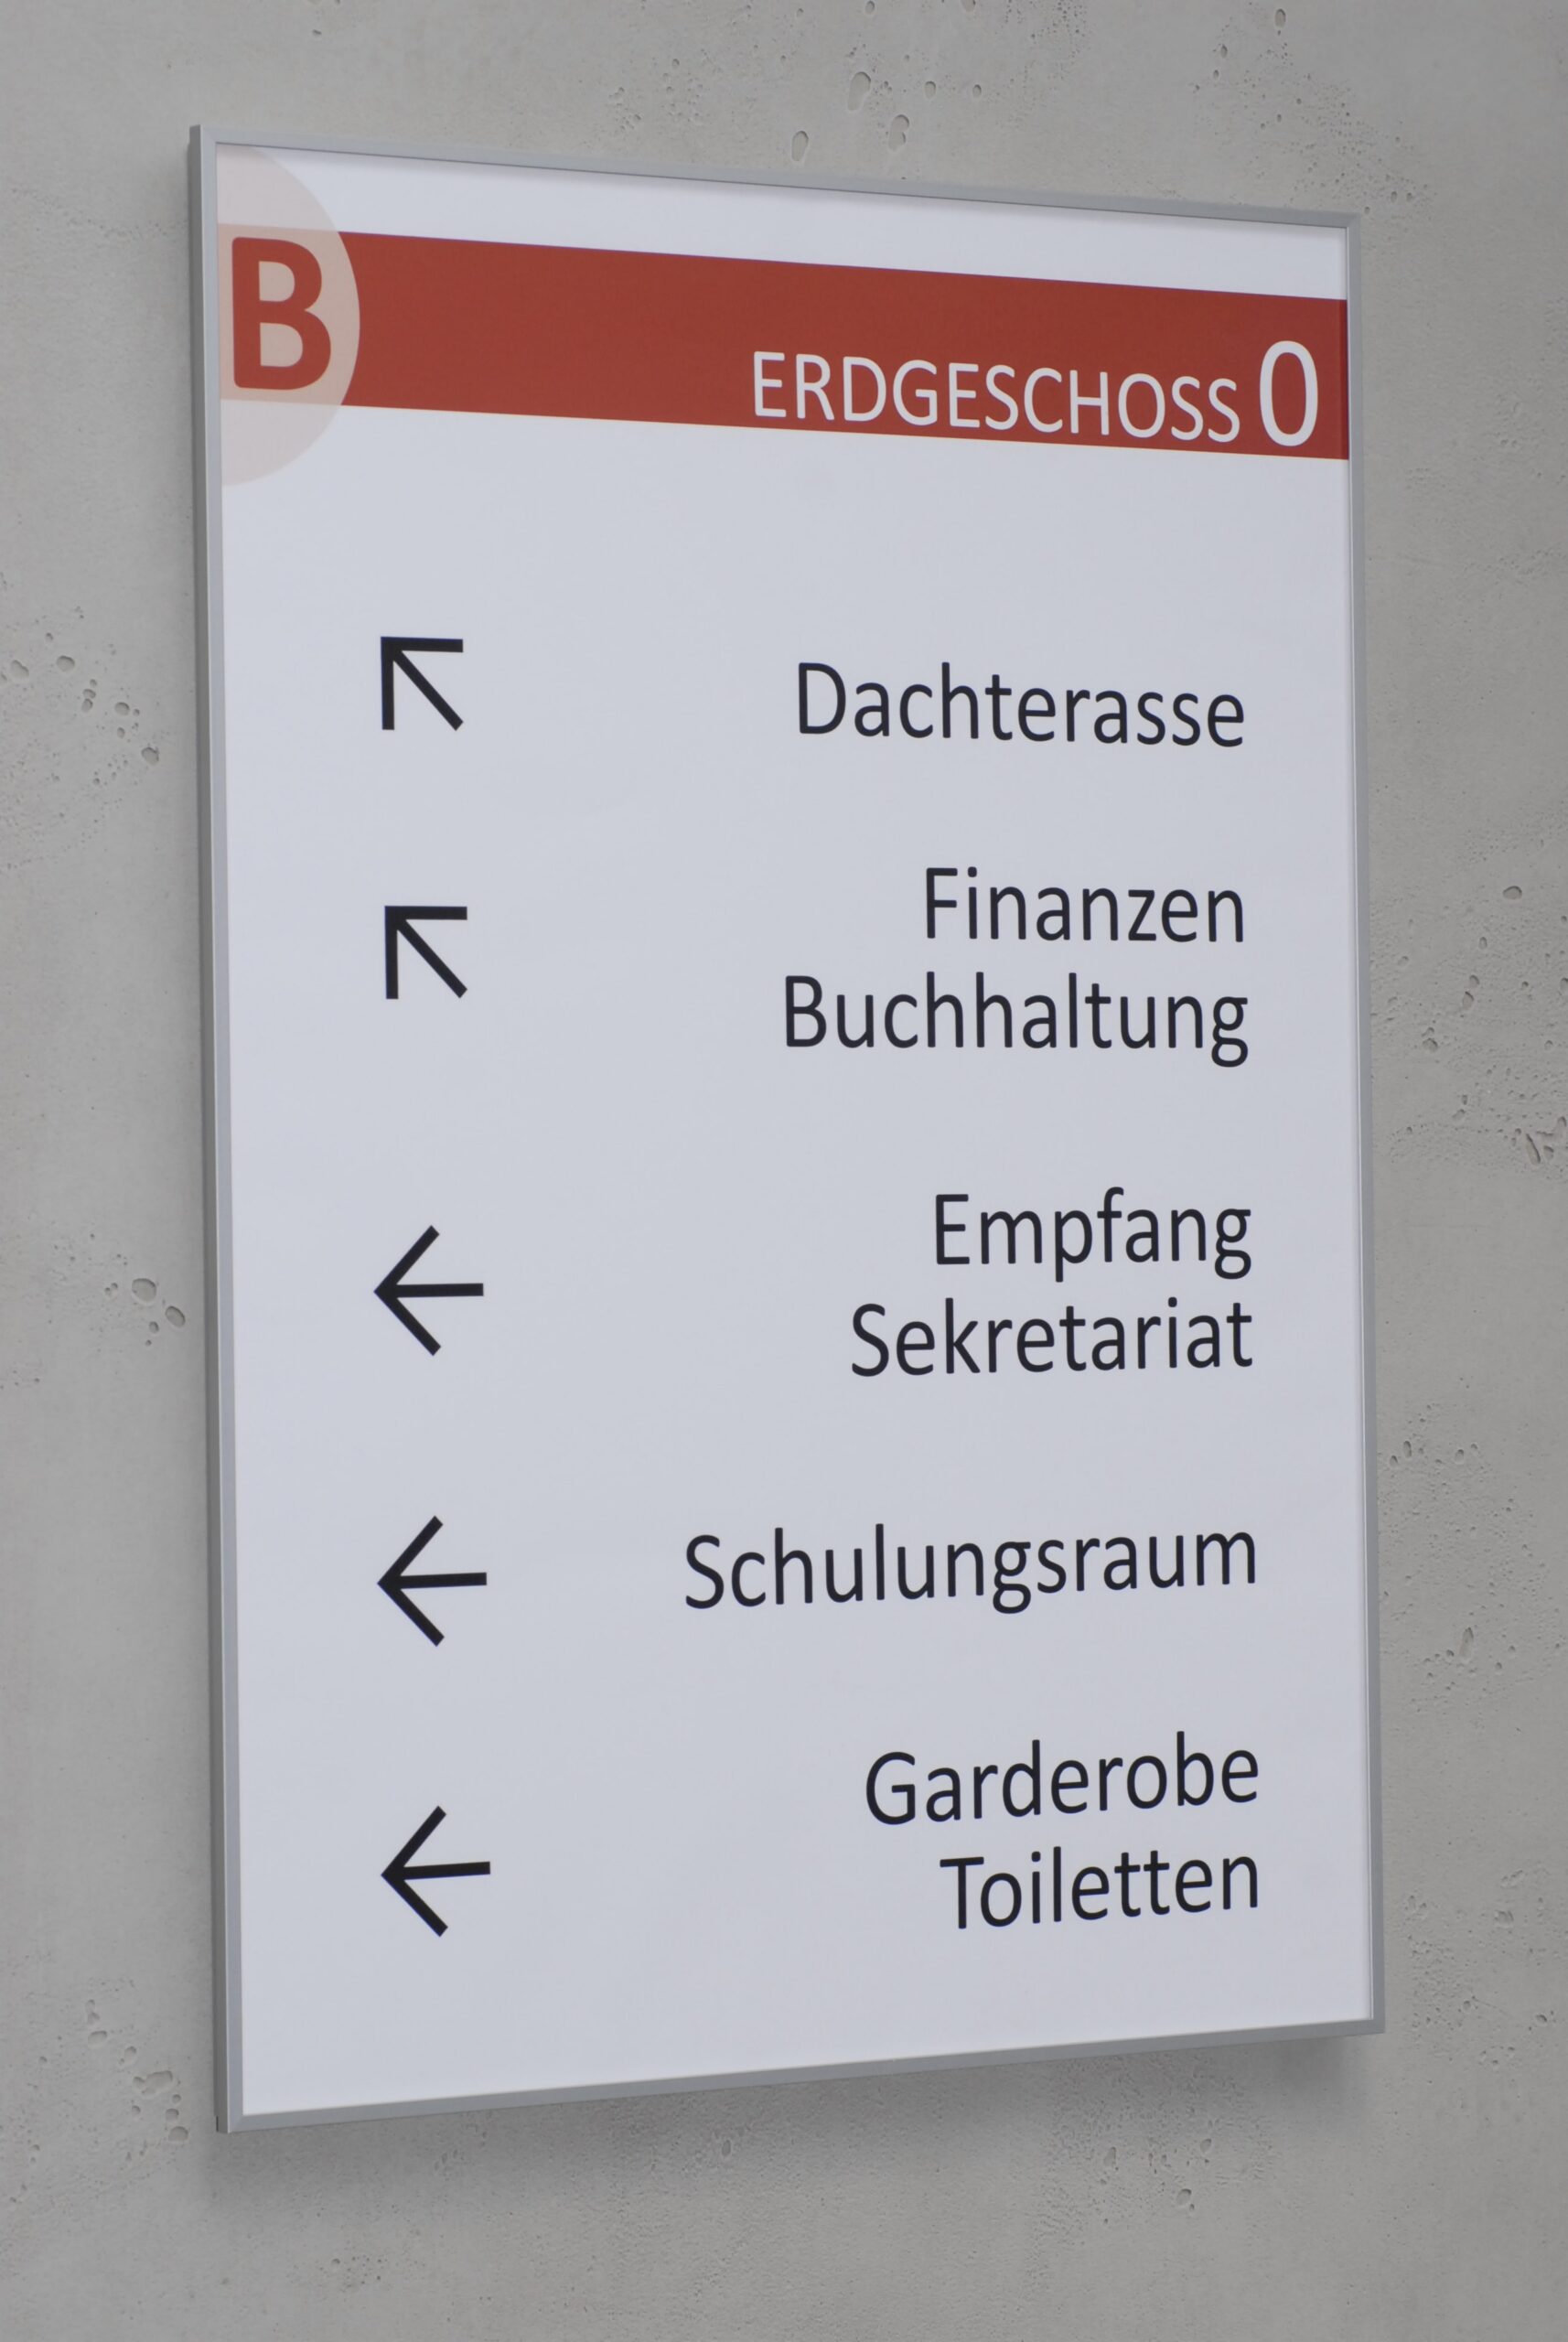 B
ERDGESCHOSS 0
Dachterasse
Finanzen
Buchhaltung
Empfang
Sekretariat
Schulungsraum
Garderobe
Toiletten